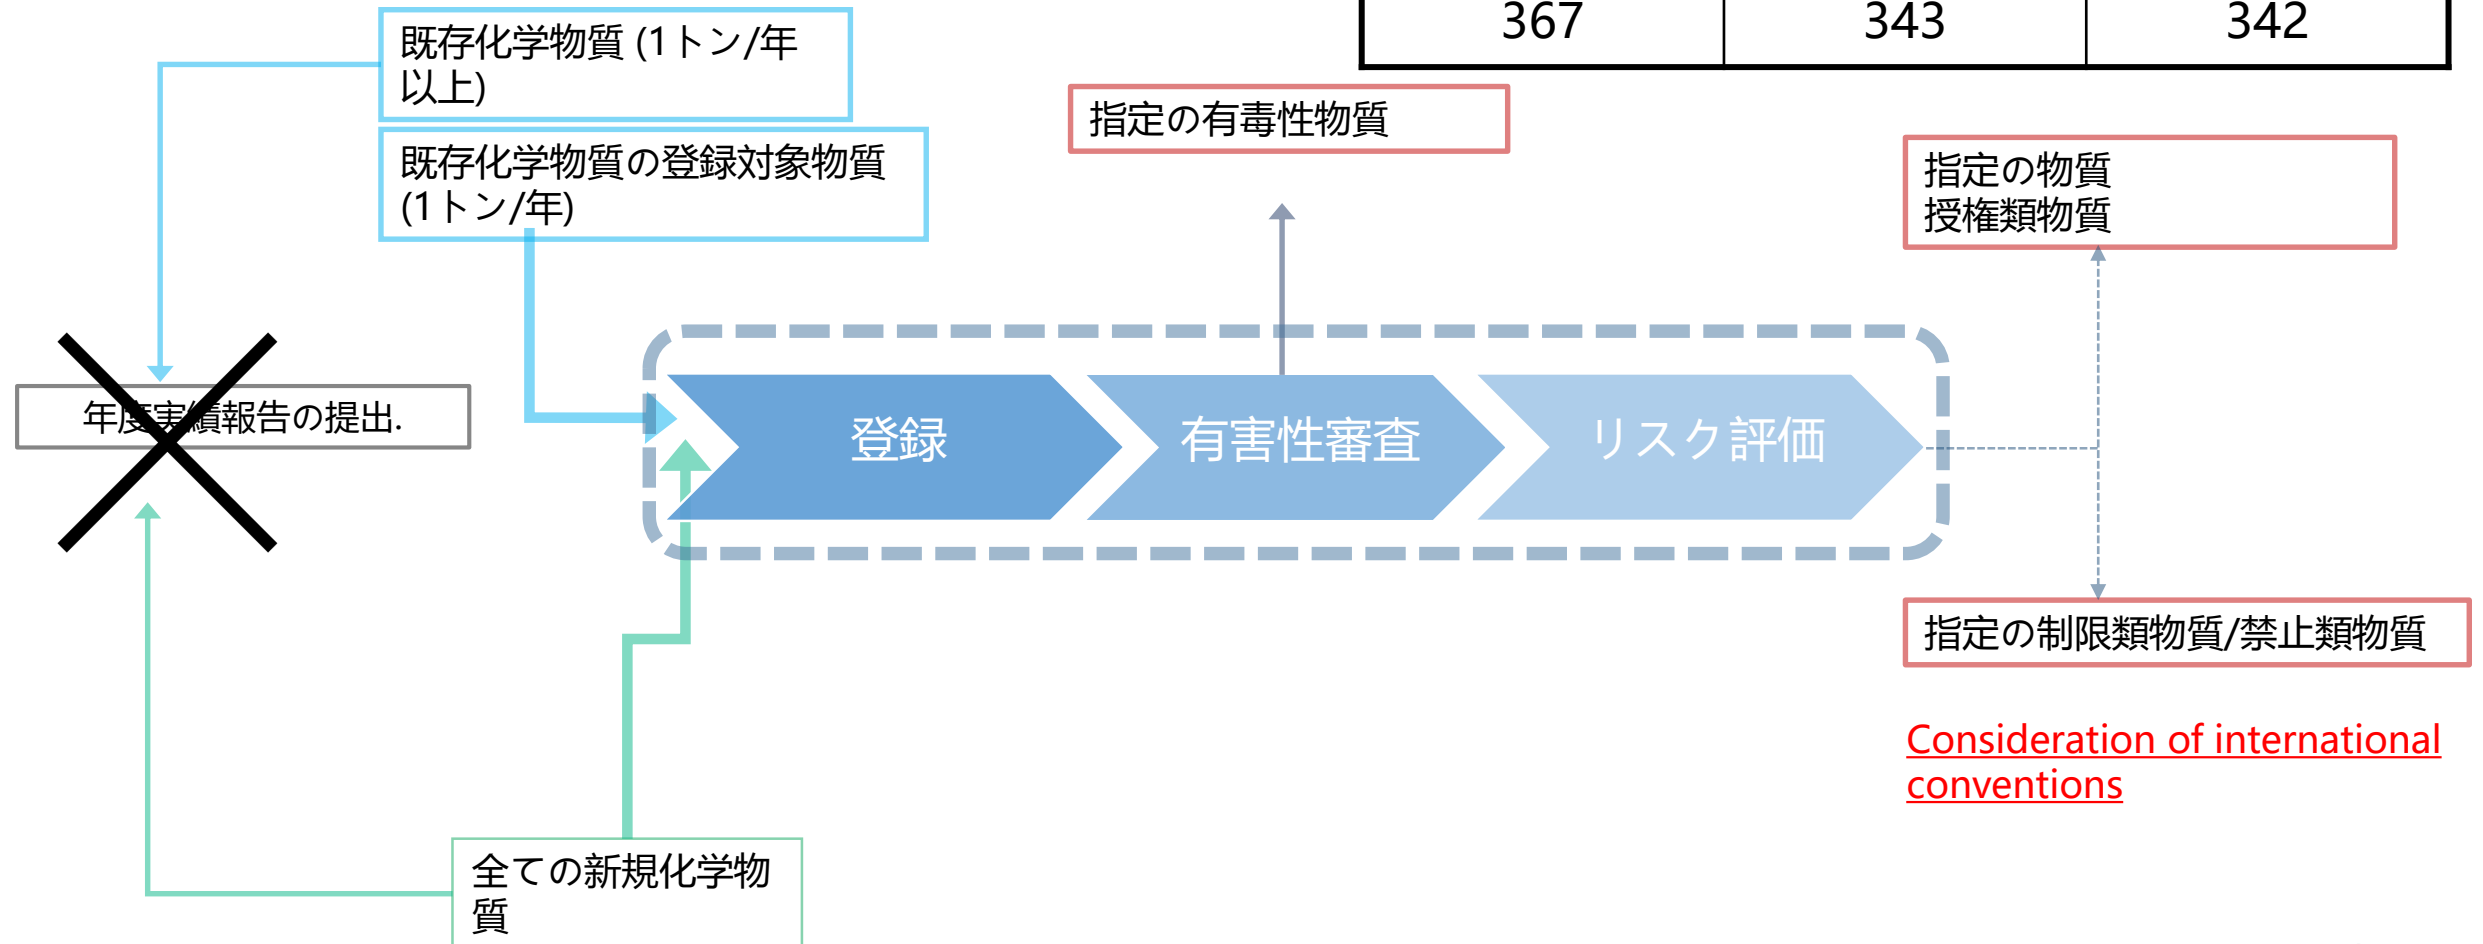 367 343 342
既存化学物質 (1トン/年
以上)
既存化学物質の登録対象物質
(1トン/年)
指定の有毒性物質
指定の物質
授権類物質
年度実績報告の提出.
登録
有害性審査
リスク評価
指定の制限類物質/禁止類物質
Consideration of international
conventions
全ての新規化学物
質